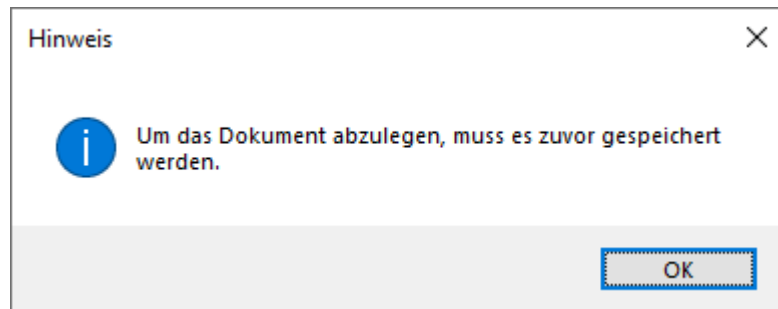 Hinweis
Um das Dokument abzulegen, muss es zuvor gespeichert
werden.
OK